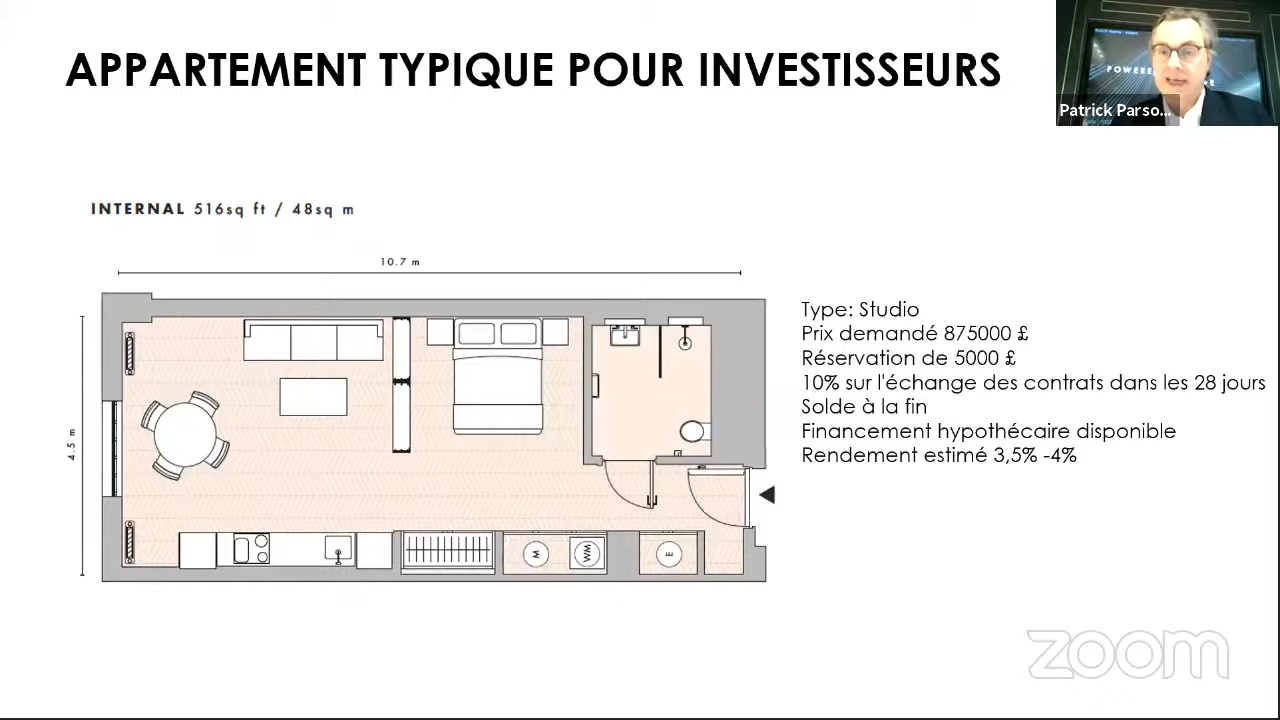 APPARTEMENT TYPIQUE POUR INVESTISSEURS
Patrick Parso...
INTERNAL 516sq ft / 48sq m
10.7 m
4.5 m
Type: Studio
Prix demandé 875000 £
Réservation de 5000 £
10% sur l'échange des contrats dans les 28 jours
Solde à la fin
Financement hypothécaire disponible
Rendement estimé 3,5% -4%
M
WM
E
zoom